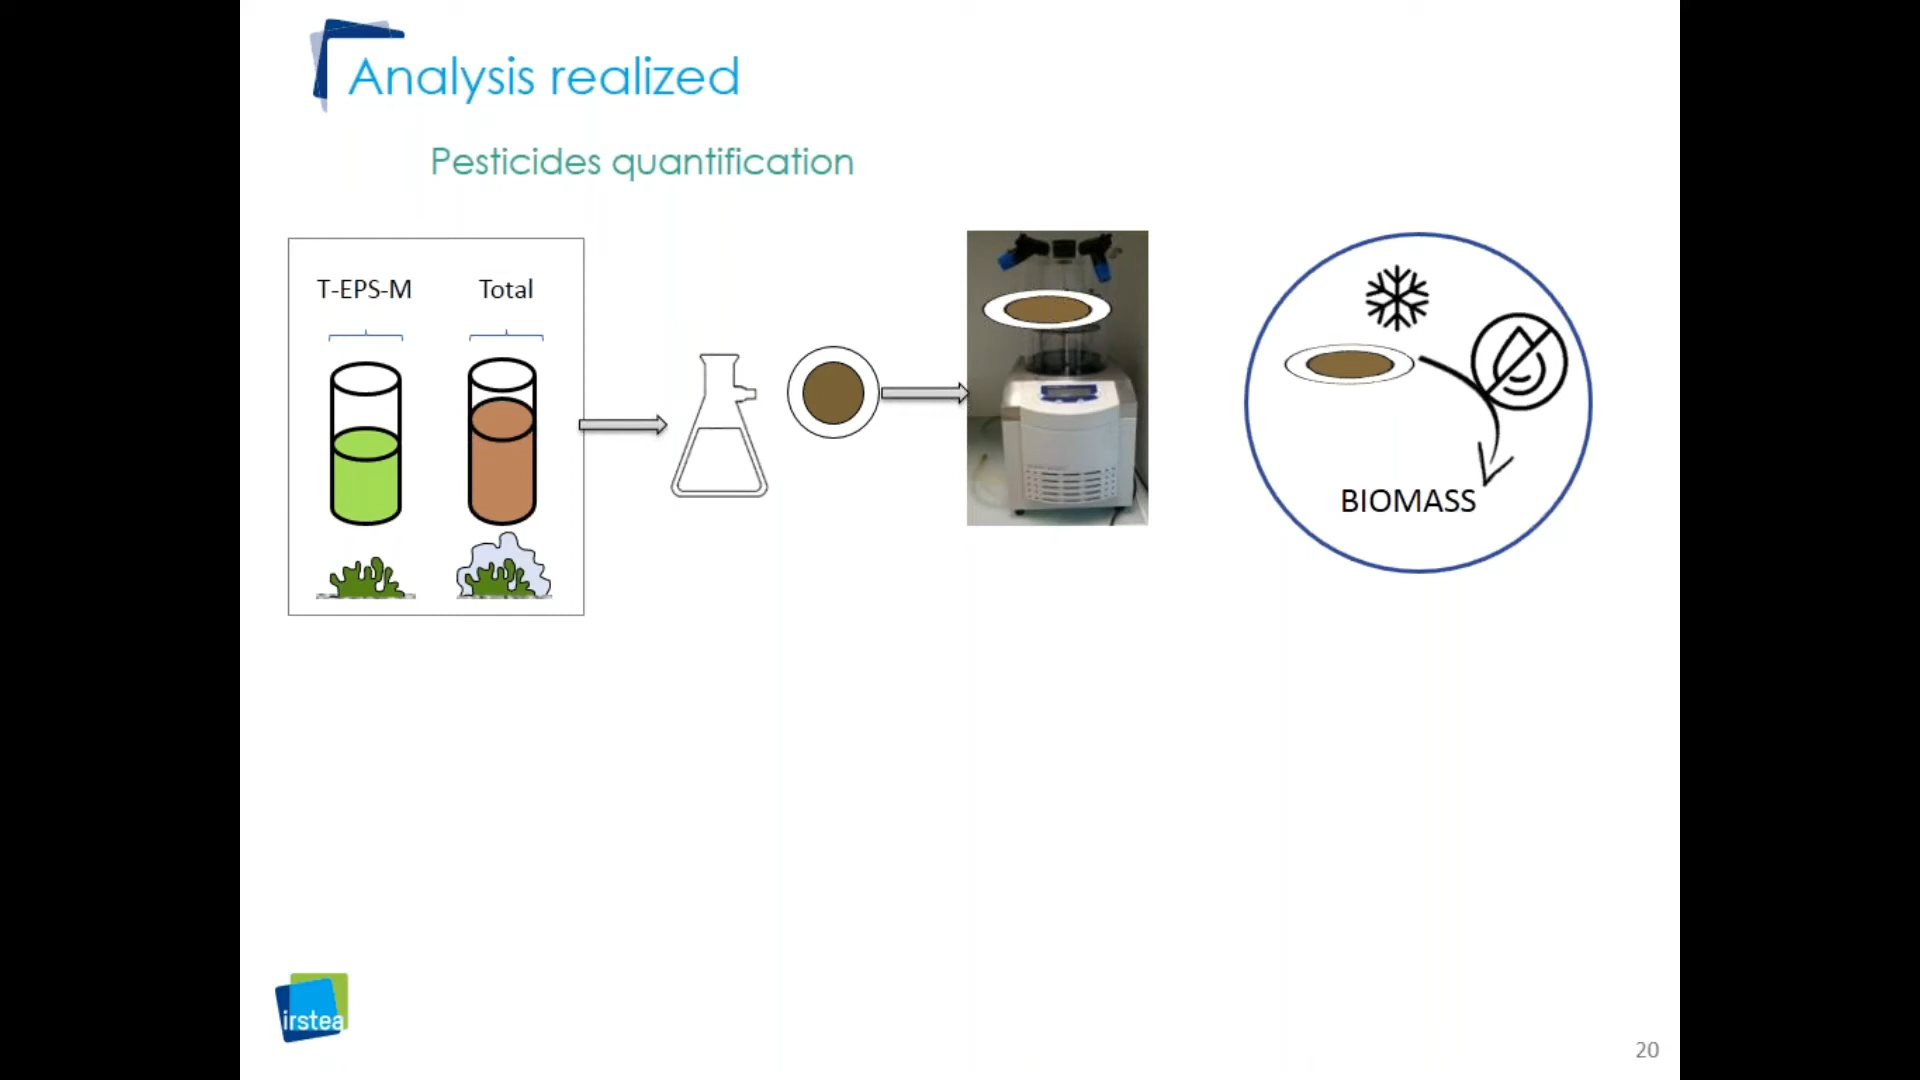 Analysis realized
Pesticides quantification
T-EPS-M
Total
BIOMASS
irstea
20